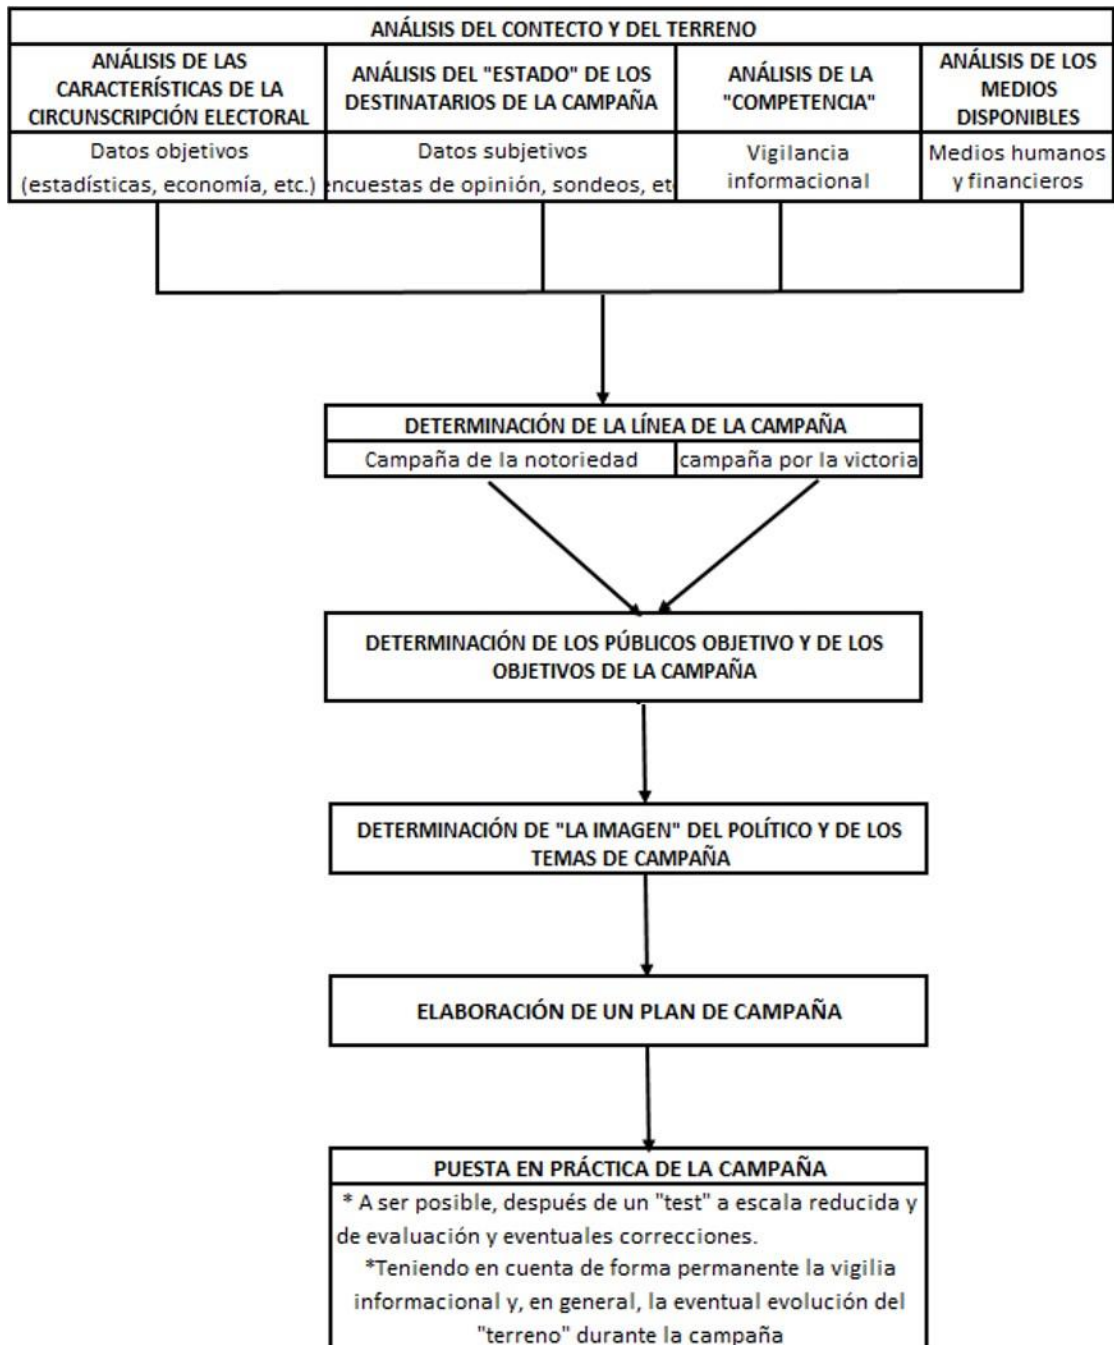 ANÁLISIS DEL CONTECTO Y DEL TERRENO
ANÁLISIS DE LAS
CARACTERÍSTICAS DE LA
CIRCUNSCRIPCIÓN ELECTORAL
ANÁLISIS DEL "ESTADO" DE LOS
DESTINATARIOS DE LA CAMPAÑA
ANÁLISIS DE LA
"COMPETENCIA"
ANÁLISIS DE LOS
MEDIOS
DISPONIBLES
Datos objetivos
(estadísticas, economía, etc.)
Datos subjetivos
encuestas de opinión, sondeos, et
Vigilancia
informacional
Medios humanos
y financieros
DETERMINACIÓN DE LA LÍNEA DE LA CAMPAÑA
Campaña de la notoriedad
campaña por la victoria
DETERMINACIÓN DE LOS PÚBLICOS OBJETIVO Y DE LOS
OBJETIVOS DE LA CAMPAÑA
DETERMINACIÓN DE "LA IMAGEN" DEL POLÍTICO Y DE LOS
TEMAS DE CAMPAÑA
ELABORACIÓN DE UN PLAN DE CAMPAÑA
PUESTA EN PRÁCTICA DE LA CAMPAÑA
* A ser posible, después de un "test" a escala reducida y
de evaluación y eventuales correcciones.
*Teniendo en cuenta de forma permanente la vigilia
informacional y, en general, la eventual evolución del
"terreno" durante la campaña